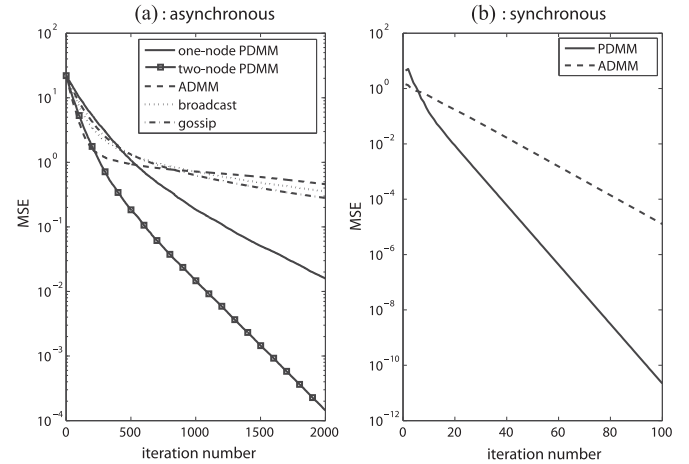 (a) : asynchronous
10^2
10^1
10^0
10^-1
10^-2
10^-3
10^-4
MSE
one-node PDMM
two-node PDMM
ADMM
broadcast
gossip
0 500 1000 1500 2000
iteration number
(b) : synchronous
10^2
10^0
10^-2
10^-4
10^-6
10^-8
10^-10
10^-12
MSE
PDMM
ADMM
0 20 40 60 80 100
iteration number